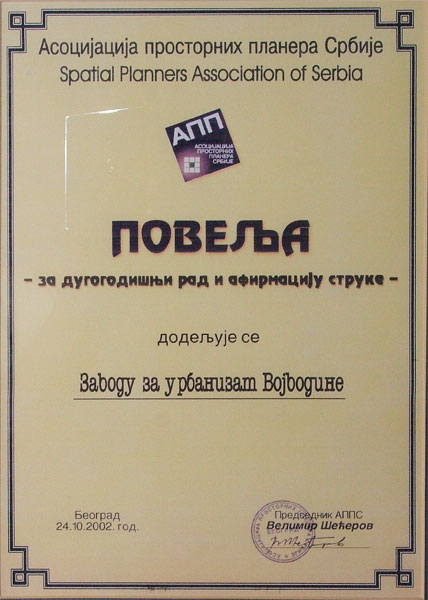 Асоцијација просторних планера Србије
Spatial Planners Association of Serbia
АПП
АСОЦИЈАЦИЈА
ПРОСТОРНИХ
ПЛАНЕРА
СРБИЈЕ
ПОВЕЉА
- за дугогодишњи рад и афирмацију струке -
додељује се
Заводу за урбанизат Војводине
Београд
24.10.2002. год.
Председник АППС
Велимир Шећеров